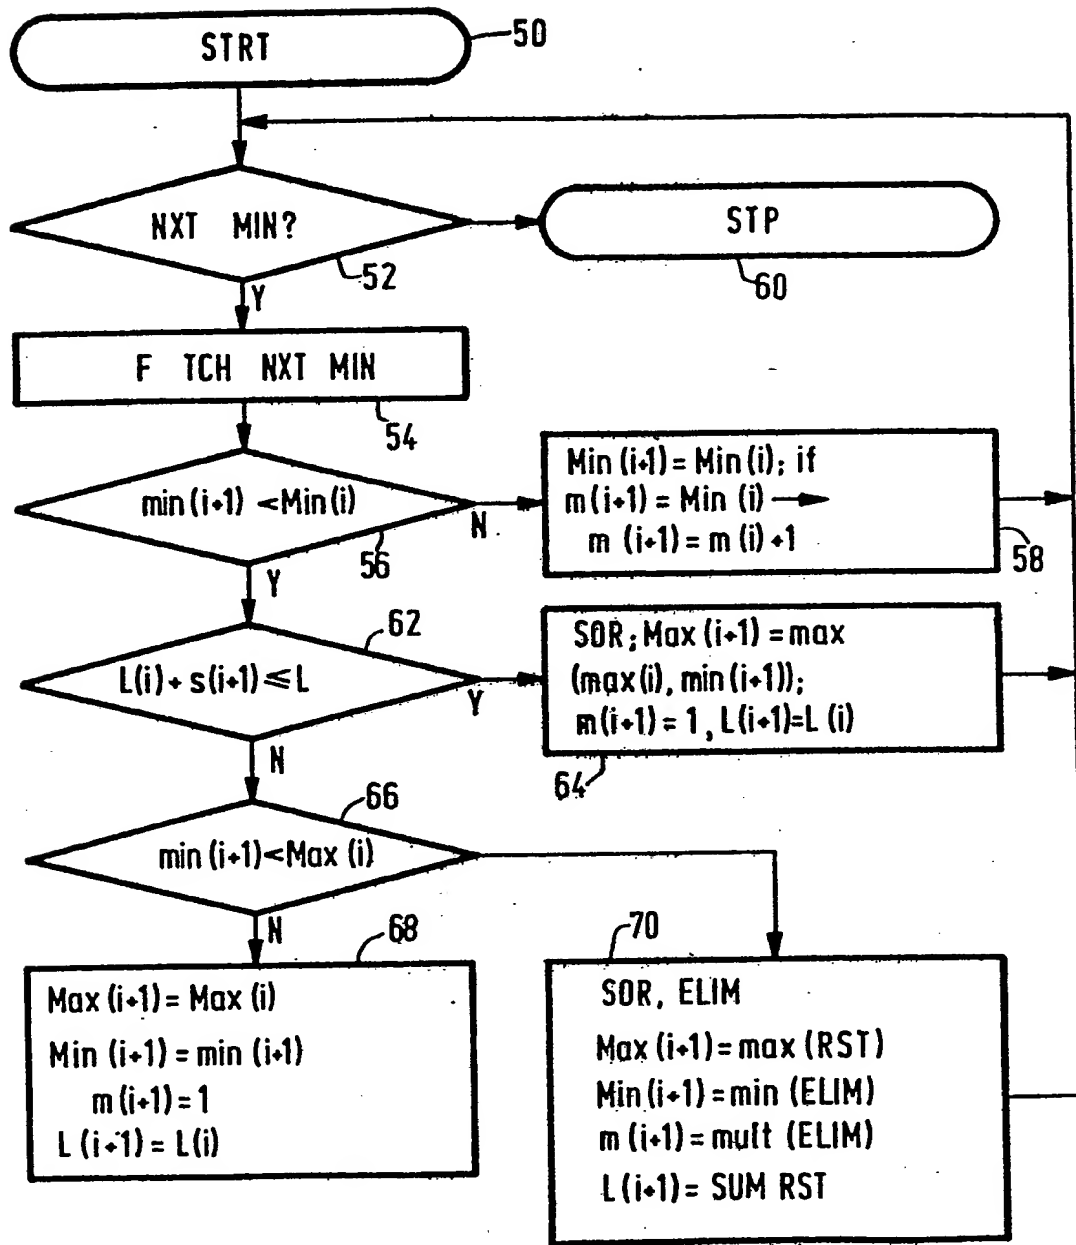 STRT
50
NXT MIN?
52
STP
60
Y
F TCH NXT MIN
54
min(i+1) <Min(i)
56
N
Min(i+1)=Min(i); if
m(i+1)= Min (i) →
m (i+1)=m(i)+1
58
Y
62
L(i)+s(i+1)≤L
Y
SOR; Max(i+1)=max
(max(i), min(i+1));
m(i+1)=1, L(i+1)=L(i)
64
N
66
min(i+1)<Max(i)
N
68
Max(i+1)= Max(i)
Min (i+1)= min (i+1)
m(i+1)=1
L(i+1)= L(i)
70
SOR, ELIM
Max(i+1)=max (RST)
Min(i+1)=min (ELIM)
m(i+1)=mult (ELIM)
L(i+1)= SUM RST